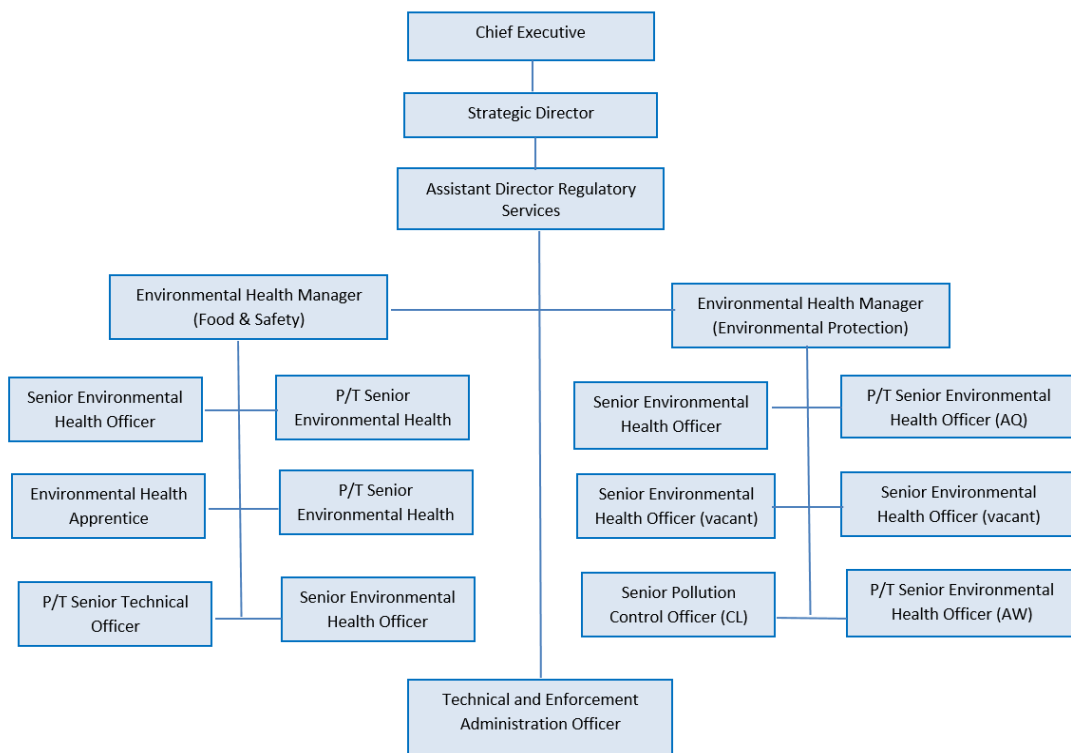 Chief Executive
Strategic Director
Assistant Director Regulatory
Services
Environmental Health Manager
(Food & Safety)
Environmental Health Manager
(Environmental Protection)
Senior Environmental
Health Officer
P/T Senior
Environmental Health
Senior Environmental
Health Officer
P/T Senior Environmental
Health Officer (AQ)
Environmental Health
Apprentice
P/T Senior
Environmental Health
Senior Environmental
Health Officer (vacant)
Senior Environmental
Health Officer (vacant)
P/T Senior Technical
Officer
Senior Environmental
Health Officer
Senior Pollution
Control Officer (CL)
P/T Senior Environmental
Health Officer (AW)
Technical and Enforcement
Administration Officer